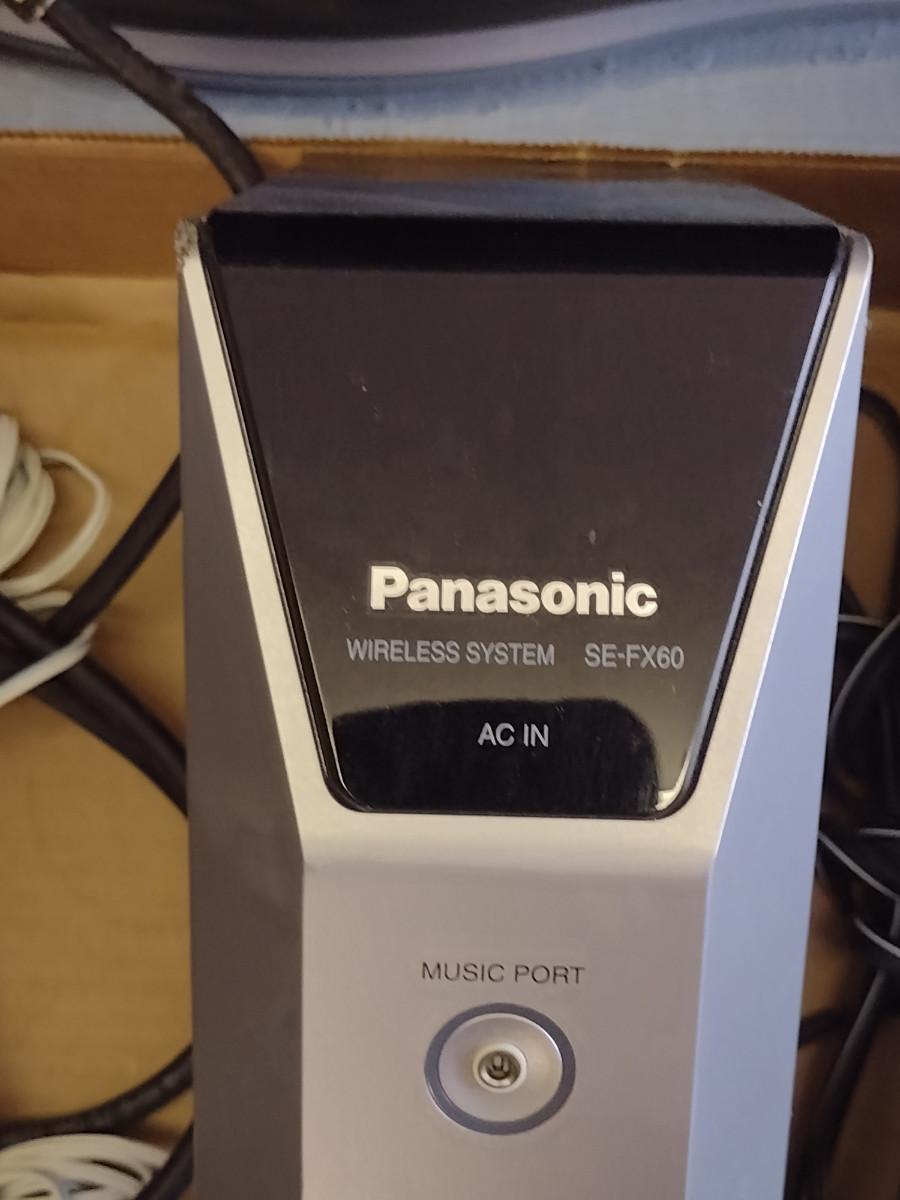 Panasonic
WIRELESS SYSTEM SE-FX60
AC IN
MUSIC PORT